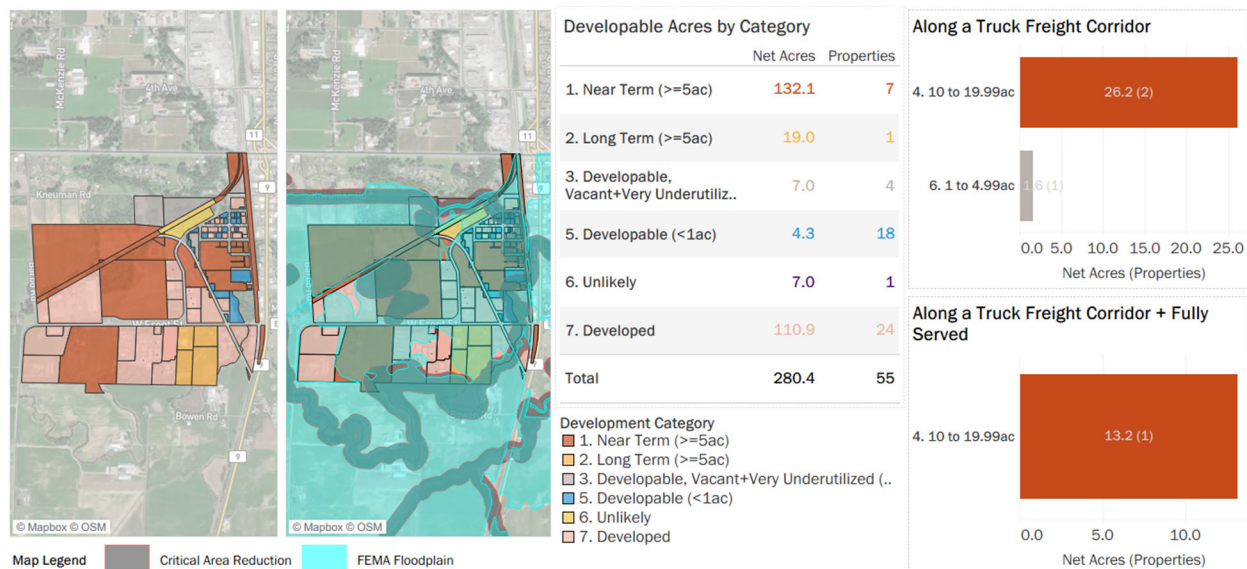 McKenzie Rd
4th Ave
11
9
Kneuman Rd
Bowen Rd
9
© Mapbox © OSM
4th Ave
11
9
9
9
© Mapbox © OSM
Map Legend
Critical Area Reduction
FEMA Floodplain
Developable Acres by Category
Net Acres Properties
1. Near Term (>=5ac) 132.1 7
2. Long Term (>=5ac) 19.0 1
3. Developable,
Vacant+Very Underutiliz.. 7.0 4
5. Developable (<1ac) 4.3 18
6. Unlikely 7.0 1
7. Developed 110.9 24
Total 280.4 55
Development Category
1. Near Term (>=5ac)
2. Long Term (>=5ac)
3. Developable, Vacant+Very Underutilized (..
5. Developable (<1ac)
6. Unlikely
7. Developed
Along a Truck Freight Corridor
4. 10 to 19.99ac
26.2 (2)
6. 1 to 4.99ac
1.6 (1)
0.0 5.0 10.0 15.0 20.0 25.0
Net Acres (Properties)
Along a Truck Freight Corridor + Fully
Served
4. 10 to 19.99ac
13.2 (1)
0.0 5.0 10.0
Net Acres (Properties)